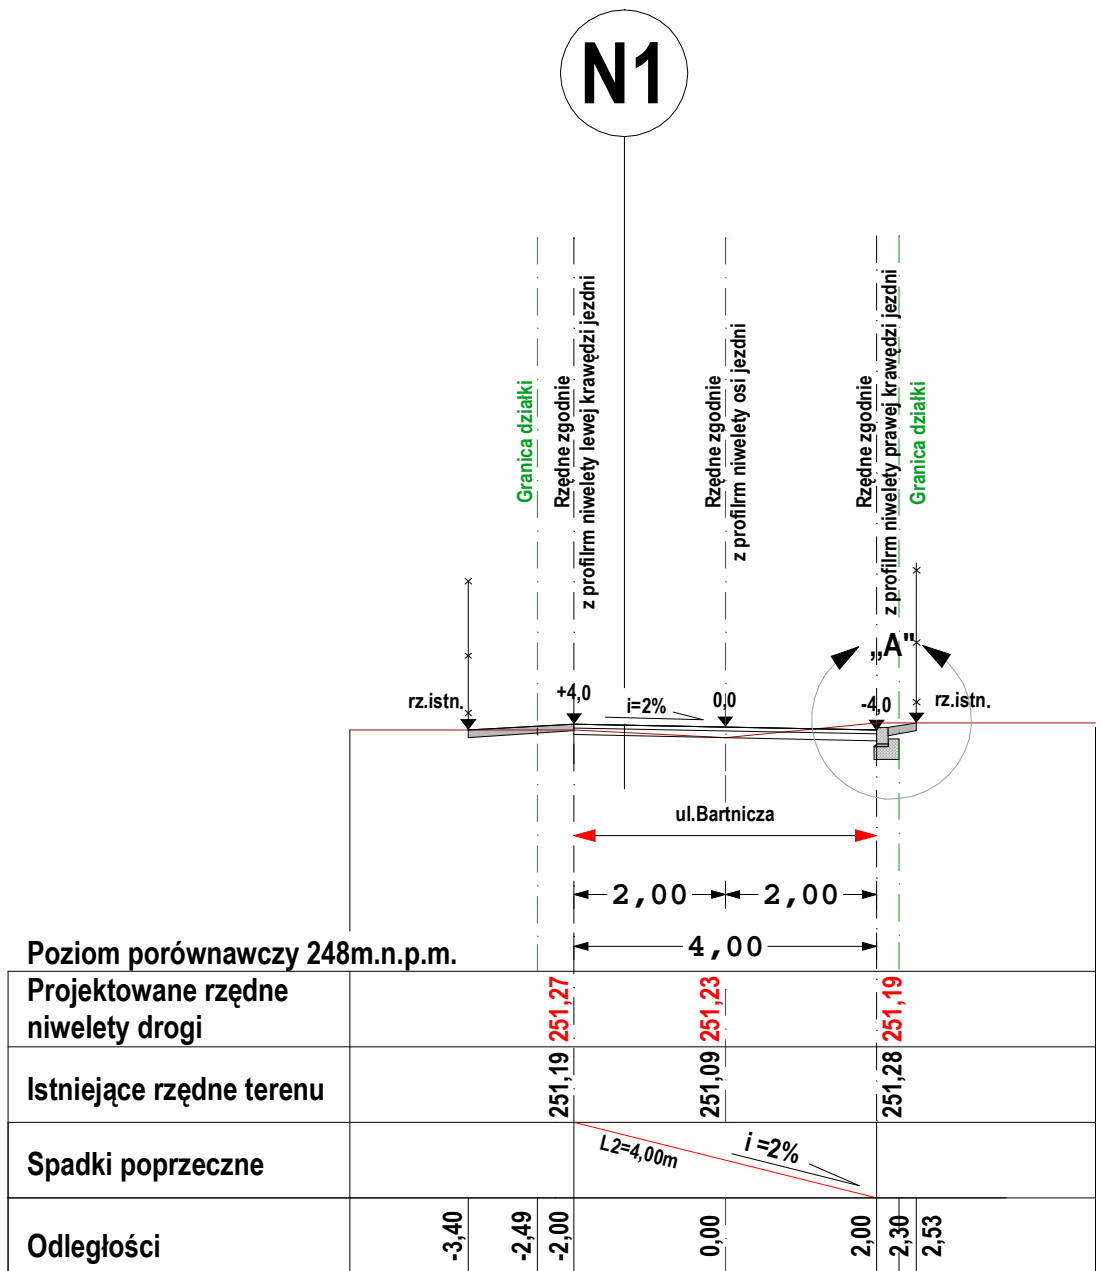 N1
Granica działki
Rzędne zgodnie
z profilrm niwelety lewej krawędzi jezdni
Rzędne zgodnie
z profilrm niwelety osi jezdni
Rzędne zgodnie
z profilrm niwelety prawej krawędzi jezdni
Granica działki
„A"
rz.istn.
+4,0
i=2%
0,0
-4,0
rz.istn.
ul.Bartnicza
2,00
2,00
4,00
Poziom porównawczy 248m.n.p.m.
Projektowane rzędne
niwelety drogi
251,27
251,23
251,19
Istniejące rzędne terenu
251,19
251,09
251,28
Spadki poprzeczne
L2=4,00m
i =2%
Odległości
-3,40
-2,49
-2,00
0,00
2,00
2,30
2,53